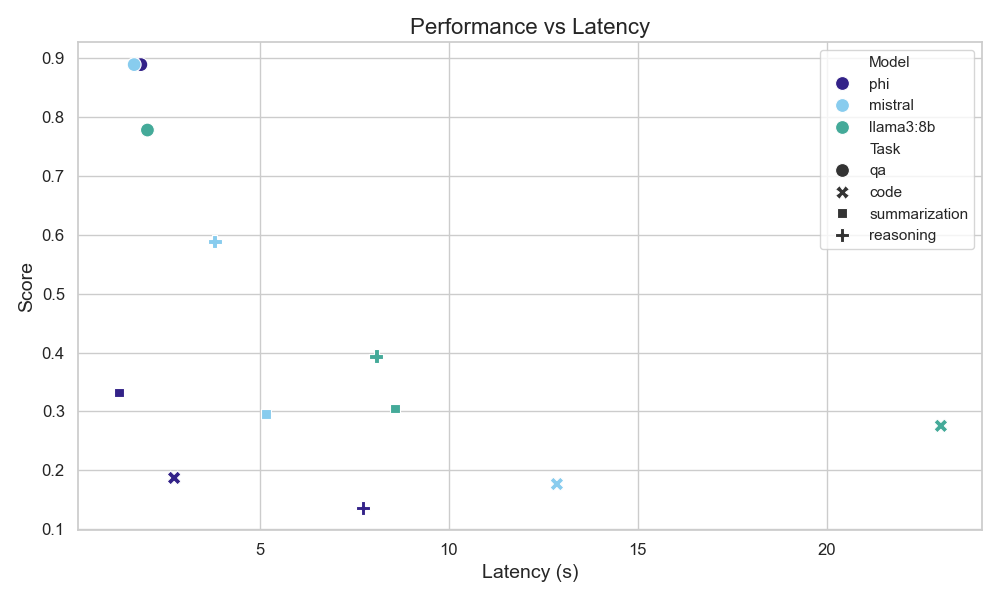 Performance vs Latency
Score
0.9
0.8
0.7
0.6
0.5
0.4
0.3
0.2
0.1
Model
phi
mistral
llama3:8b
Task
qa
code
summarization
reasoning
5
10
15
20
Latency (s)